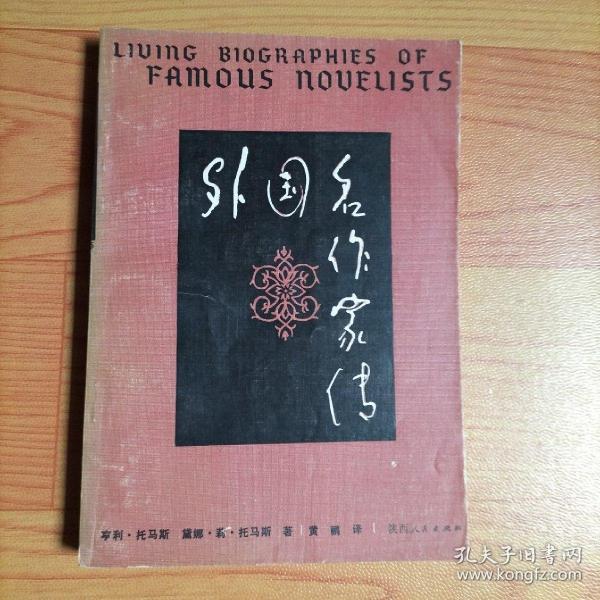 LIVING BIOGRAPHIES OF
FAMOUS NOVELISTS
外国名
作
家
传
亨利·托马斯 黛娜·莉·托马斯 著 黄鹂 译 陕西人民出版社
孔夫子旧书网
www.kongfz.com